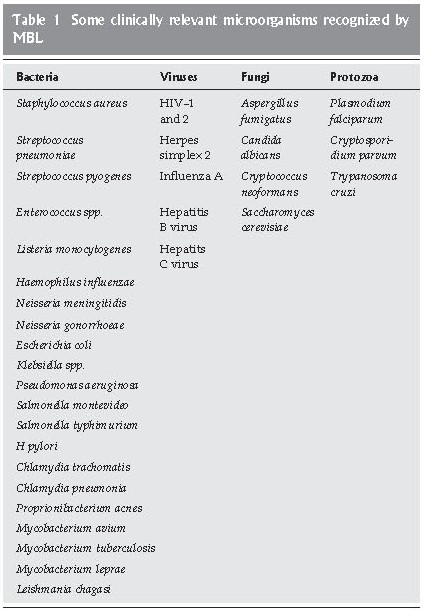 Table 1 Some clinically relevant microorganisms recognized by
MBL
Bacteria Viruses Fungi Protozoa
Staphylococcus aureus HIV–1 Aspergillus Plasmodium
and 2 fumigatus falciparum
Streptococcus Herpes Candida Cryptospori-
pneumoniae simplex×2 albicans dium parvum
Streptococcus pyogenes Influenza A Cryptococcus Trypanosoma
neoformans cruzi
Enterococcus spp. Hepatitis Saccharomyces
B virus cerevisiae
Listeria monocytogenes Hepatits
C virus
Haemophilus influenzae
Neisseria meningitidis
Neisseria gonorrhoeae
Escherichia coli
Klebsiella spp.
Pseudomonas aeruginosa
Salmonella montevideo
Salmonella typhimurium
H pylori
Chlamydia trachomatis
Chlamydia pneumonia
Proprionibacterium acnes
Mycobacterium avium
Mycobacterium tuberculosis
Mycobacterium leprae
Leishmania chagasi